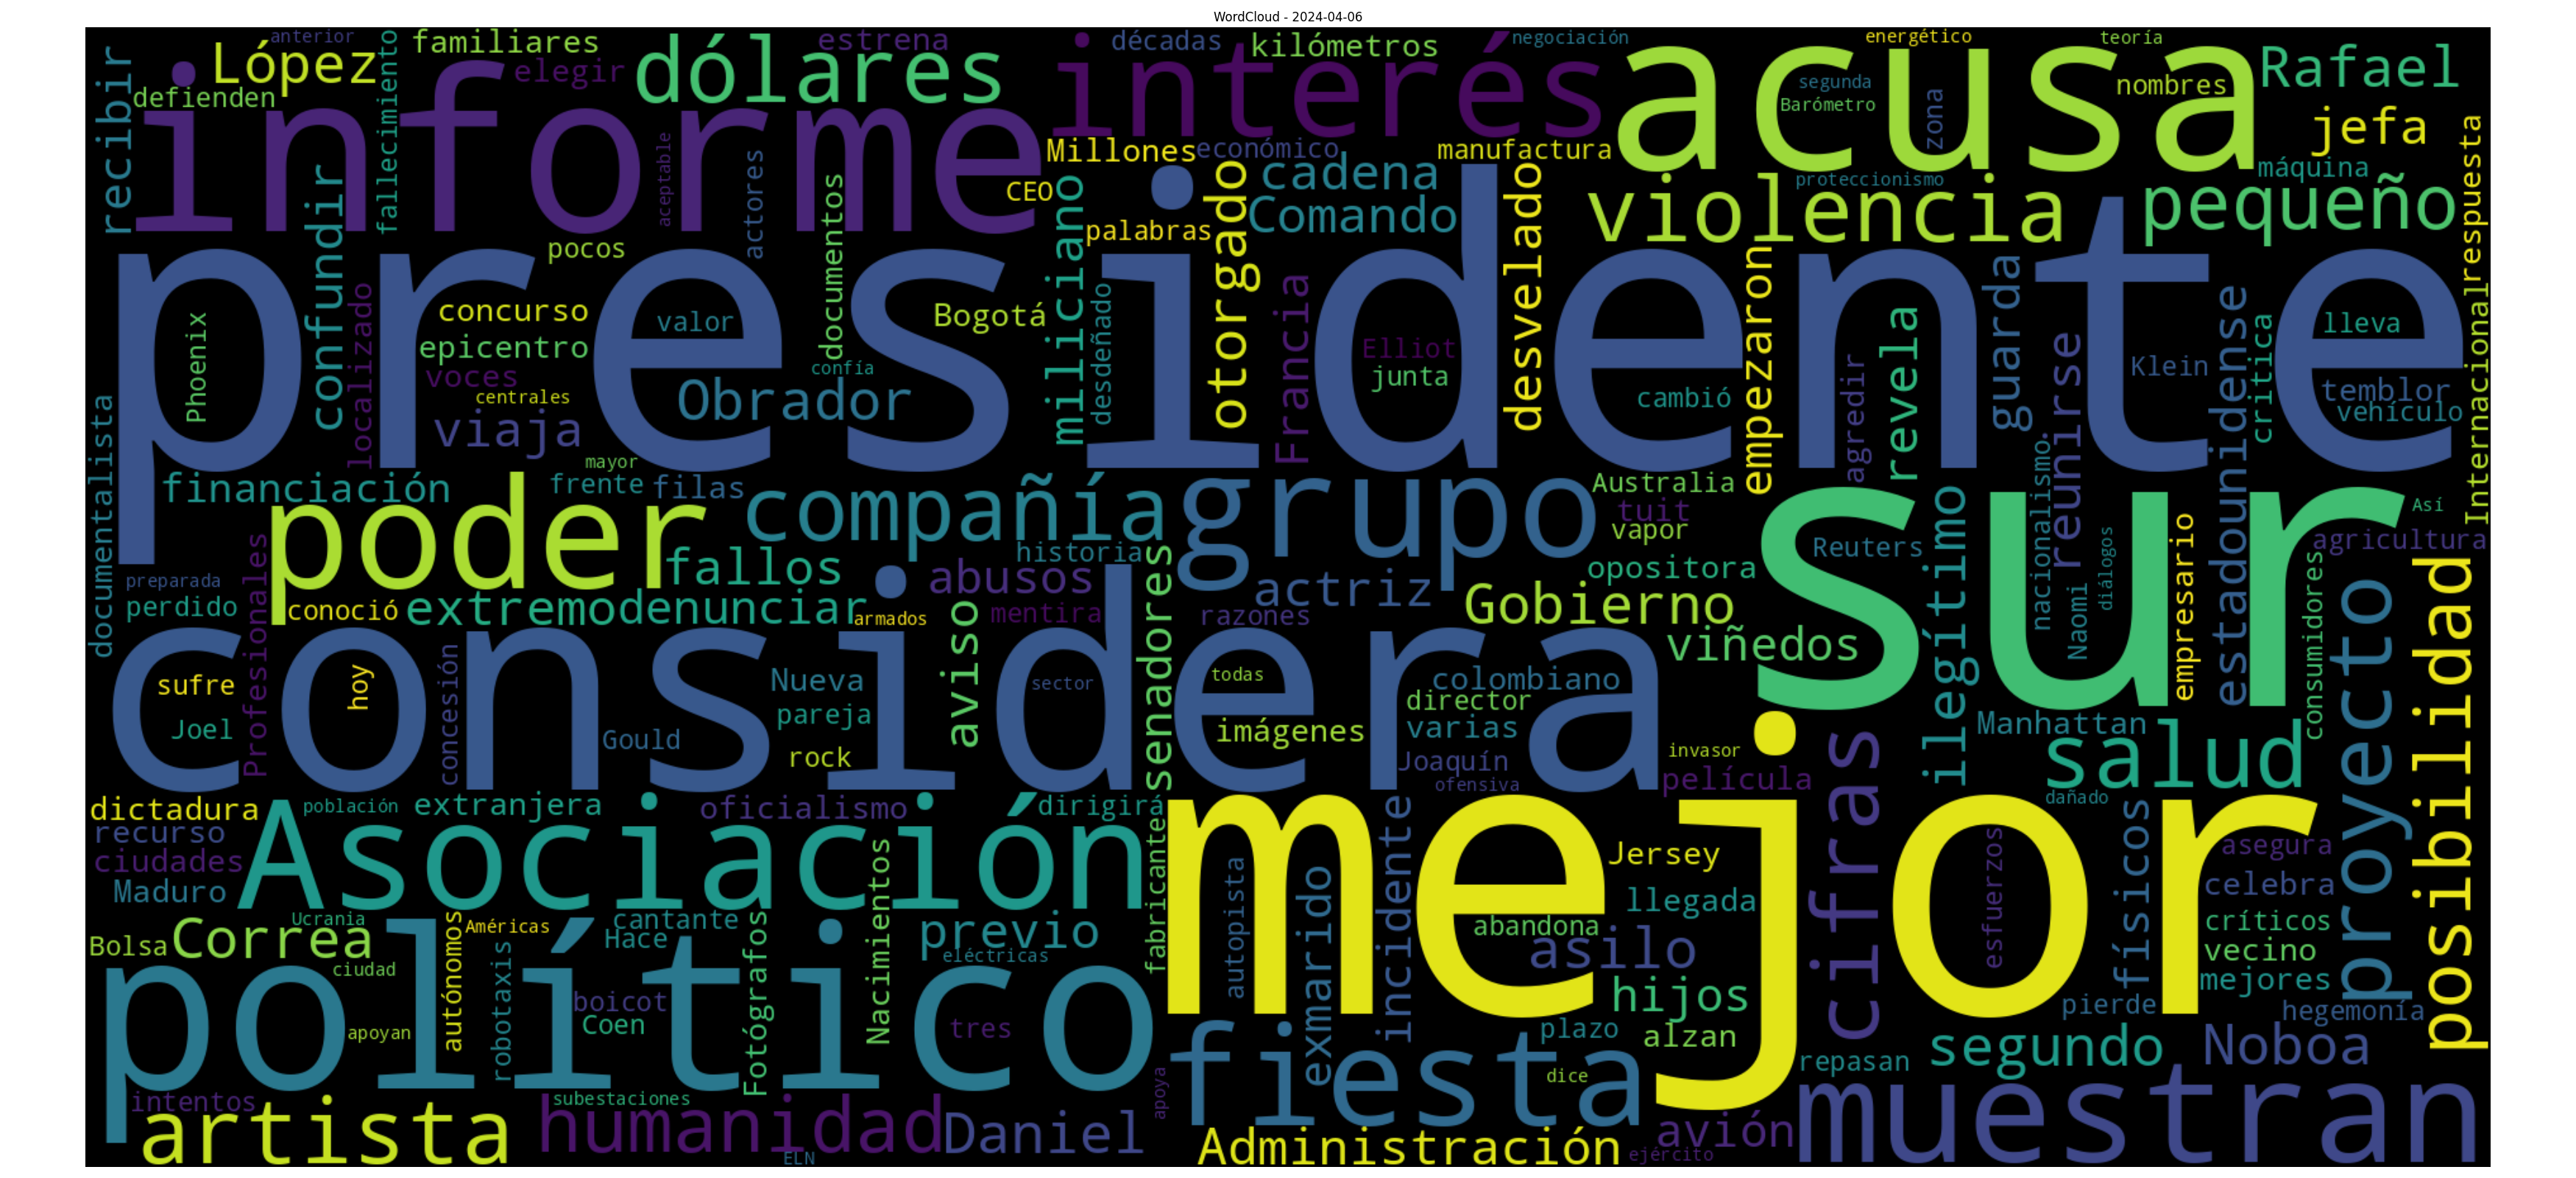 WordCloud - 2024-04-06
anterior
familiares
estrena
décadas
kilómetros
negociación
energético
teoría
recibir
López
fallecimiento
elegir
dólares
interés
acusa
segunda
nombres
Rafael
defienden
informe
Barómetro
zona
jefa
aceptable
actores
Millones
económico
manufactura
máquina
respuesta
CEO
cadena
violencia
proteccionismo
pequeño
confundir
pocos
documentos
miliciano
palabras
otorgado
Comando
desvelado
presidente
empezaron
guarda
Phoenix
localizado
concurso
valor
Bogotá
desdeñado
Francia
Elliot
revela
reunirse
estadounidense
crítica
lleva
Internacional
epicentro
voces
confía
junta
cambió
agredir
Klein
temblor
vehículo
centrales
Obrador
viaja
documentalista
mayor
financiación
frente
filas
compañía
grupo
Australia
tuit
vapor
sur
nacionalismo
Así
poder
fallos
historia
Reuters
agricultura
Profesionales
preparada
abusos
actriz
opositora
ilegítimo
diálogos
empresario
consumidores
perdido
conoció
extremo
denunciar
armados
mentira
razones
Gobierno
Naomi
proyecto
posibilidad
considera
aviso
senadores
viñedos
sufre
hoy
concesión
Nueva
sector
todas
colombiano
director
Joel
Gould
pareja
imágenes
varias
Manhattan
rock
Joaquín
invasor
salud
película
ofensiva
cifras
dañado
dictadura
población
extranjera
oficialismo
dirigirá
mejor
recurso
Asociación
fabricante
físicos
asegura
ciudades
Nacimientos
autopista
exmarido
incidente
Jersey
esfuerzos
celebra
Maduro
llegada
Ucrania
Américas
cantante
Hace
previo
abandona
críticos
Bolsa
Correa
autónomos
robotaxis
Fotógrafos
eléctricas
asilo
vecino
ciudad
político
boicot
hijos
mejores
Coen
tres
pierde
hegemonía
apoyan
plazo
alzan
repasan
segundo
Noboa
fiesta
dice
apoya
intentos
subestaciones
muestran
artista
humanidad
Daniel
Administración
avión
ELN
ejército